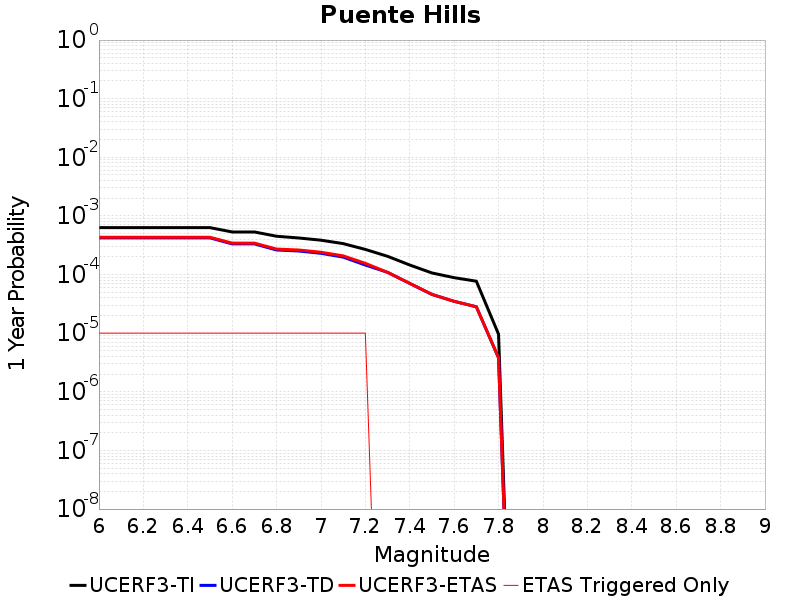 Puente Hills
1 Year Probability
10^0
10^-1
10^-2
10^-3
10^-4
10^-5
10^-6
10^-7
10^-8
6 6.2 6.4 6.6 6.8 7 7.2 7.4 7.6 7.8 8 8.2 8.4 8.6 8.8 9
Magnitude
UCERF3-TI UCERF3-TD UCERF3-ETAS ETAS Triggered Only